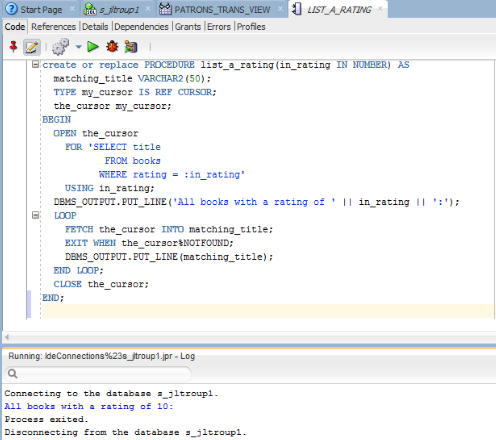 Start Page s_jltroup1 PATRONS_TRANS_VIEW LIST_A_RATING
Code References Details Dependencies Grants Errors Profiles
create or replace PROCEDURE list_a_rating(in_rating IN NUMBER) AS
matching_title VARCHAR2(50);
TYPE my_cursor IS REF CURSOR;
the_cursor my_cursor;
BEGIN
OPEN the_cursor
FOR 'SELECT title
FROM books
WHERE rating = :in_rating'
USING in_rating;
DBMS_OUTPUT.PUT_LINE('All books with a rating of ' || in_rating || ':');
LOOP
FETCH the_cursor INTO matching_title;
EXIT WHEN the_cursor%NOTFOUND;
DBMS_OUTPUT.PUT_LINE(matching_title);
END LOOP;
CLOSE the_cursor;
END;
Running: IdeConnections%23s_jltroup1.jpr - Log
Connecting to the database s_jltroup1.
All books with a rating of 10:
Process exited.
Disconnecting from the database s_jltroup1.